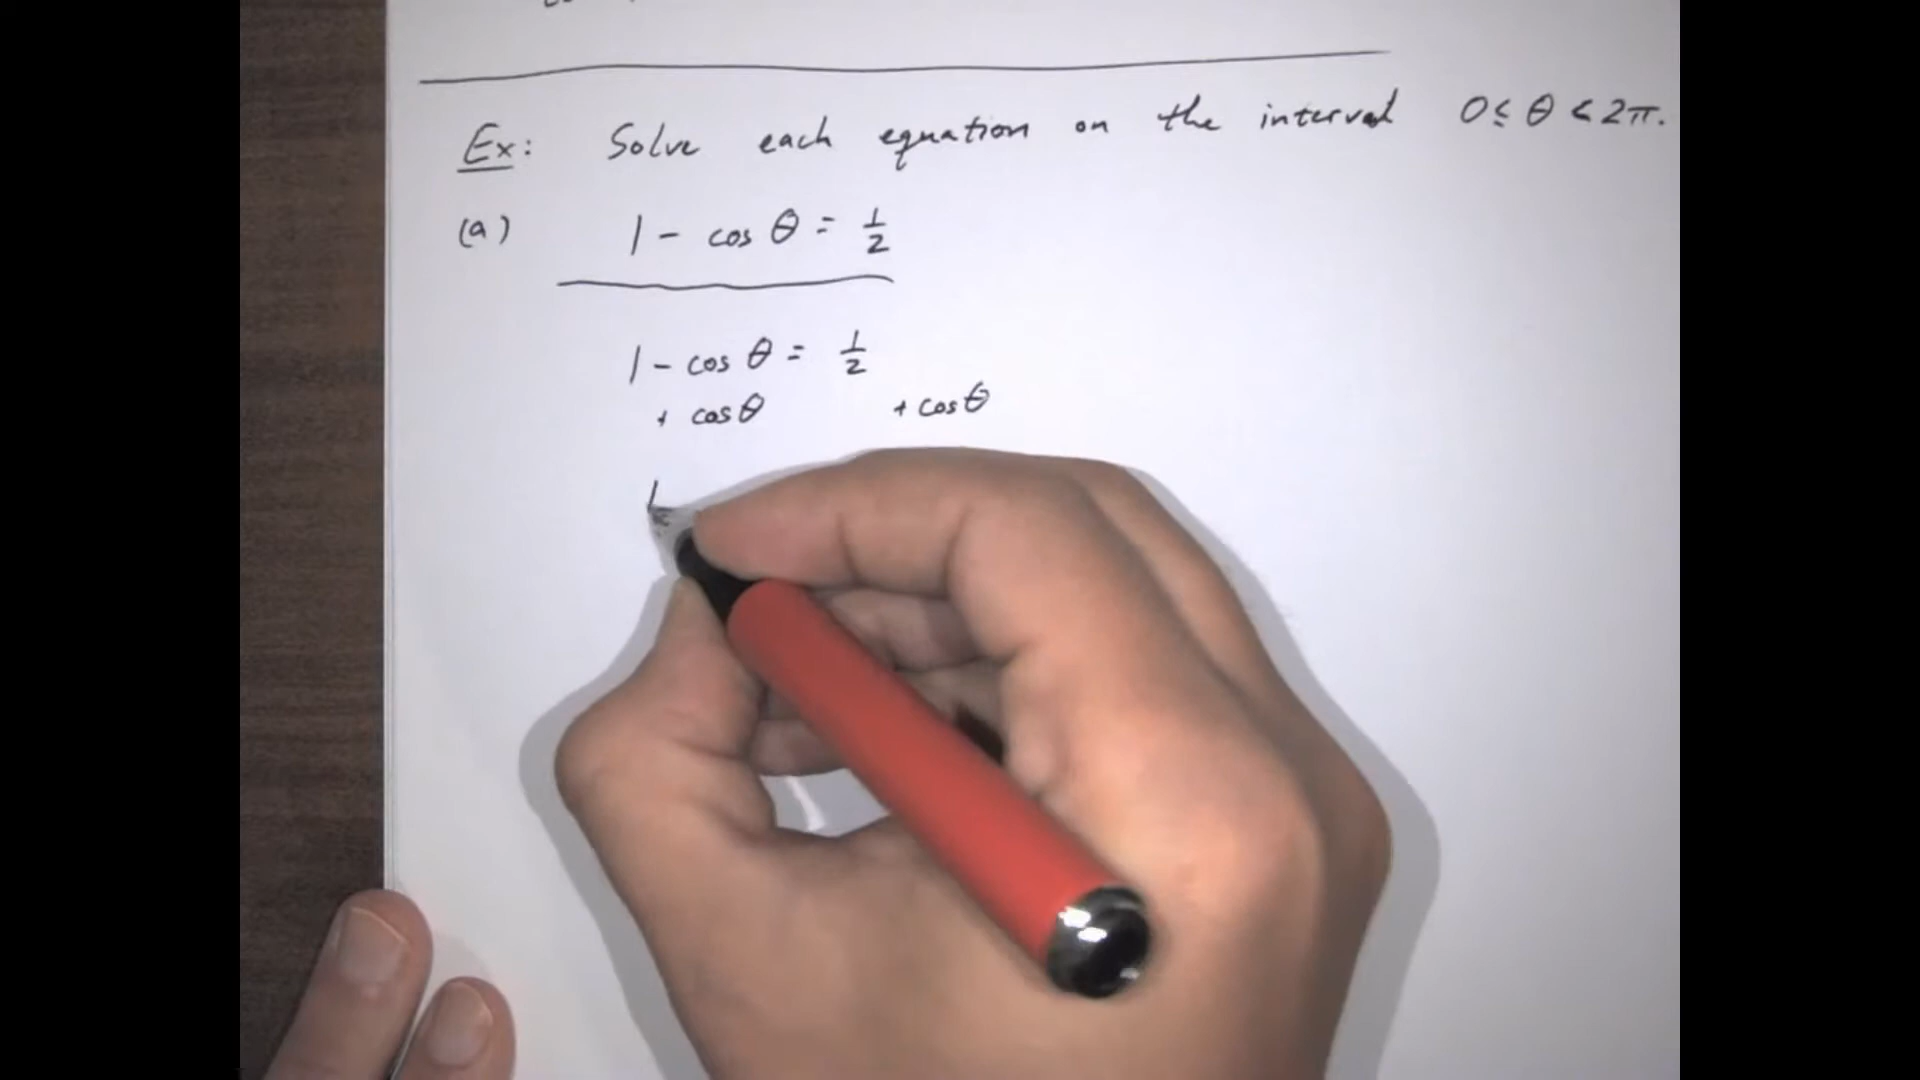 Ex: Solve each equation on the interval 0 ≤ θ < 2π.
(a) 1 - cos θ = 1/2
1 - cos θ = 1/2
+ cos θ + cos θ
1